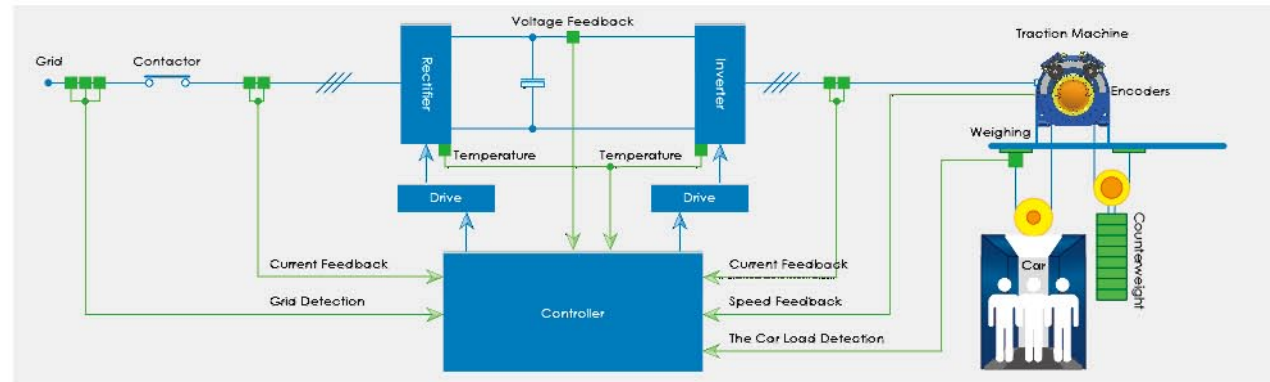 Voltage Feedback
Traction Machine
Grid
Contactor
Rectifier
Inverter
Encoders
Weighing
Temperature
Temperature
Drive
Drive
Counterweight
Current Feedback
Current Feedback
Car
Grid Detection
Controller
Speed Feedback
The Car Load Detection